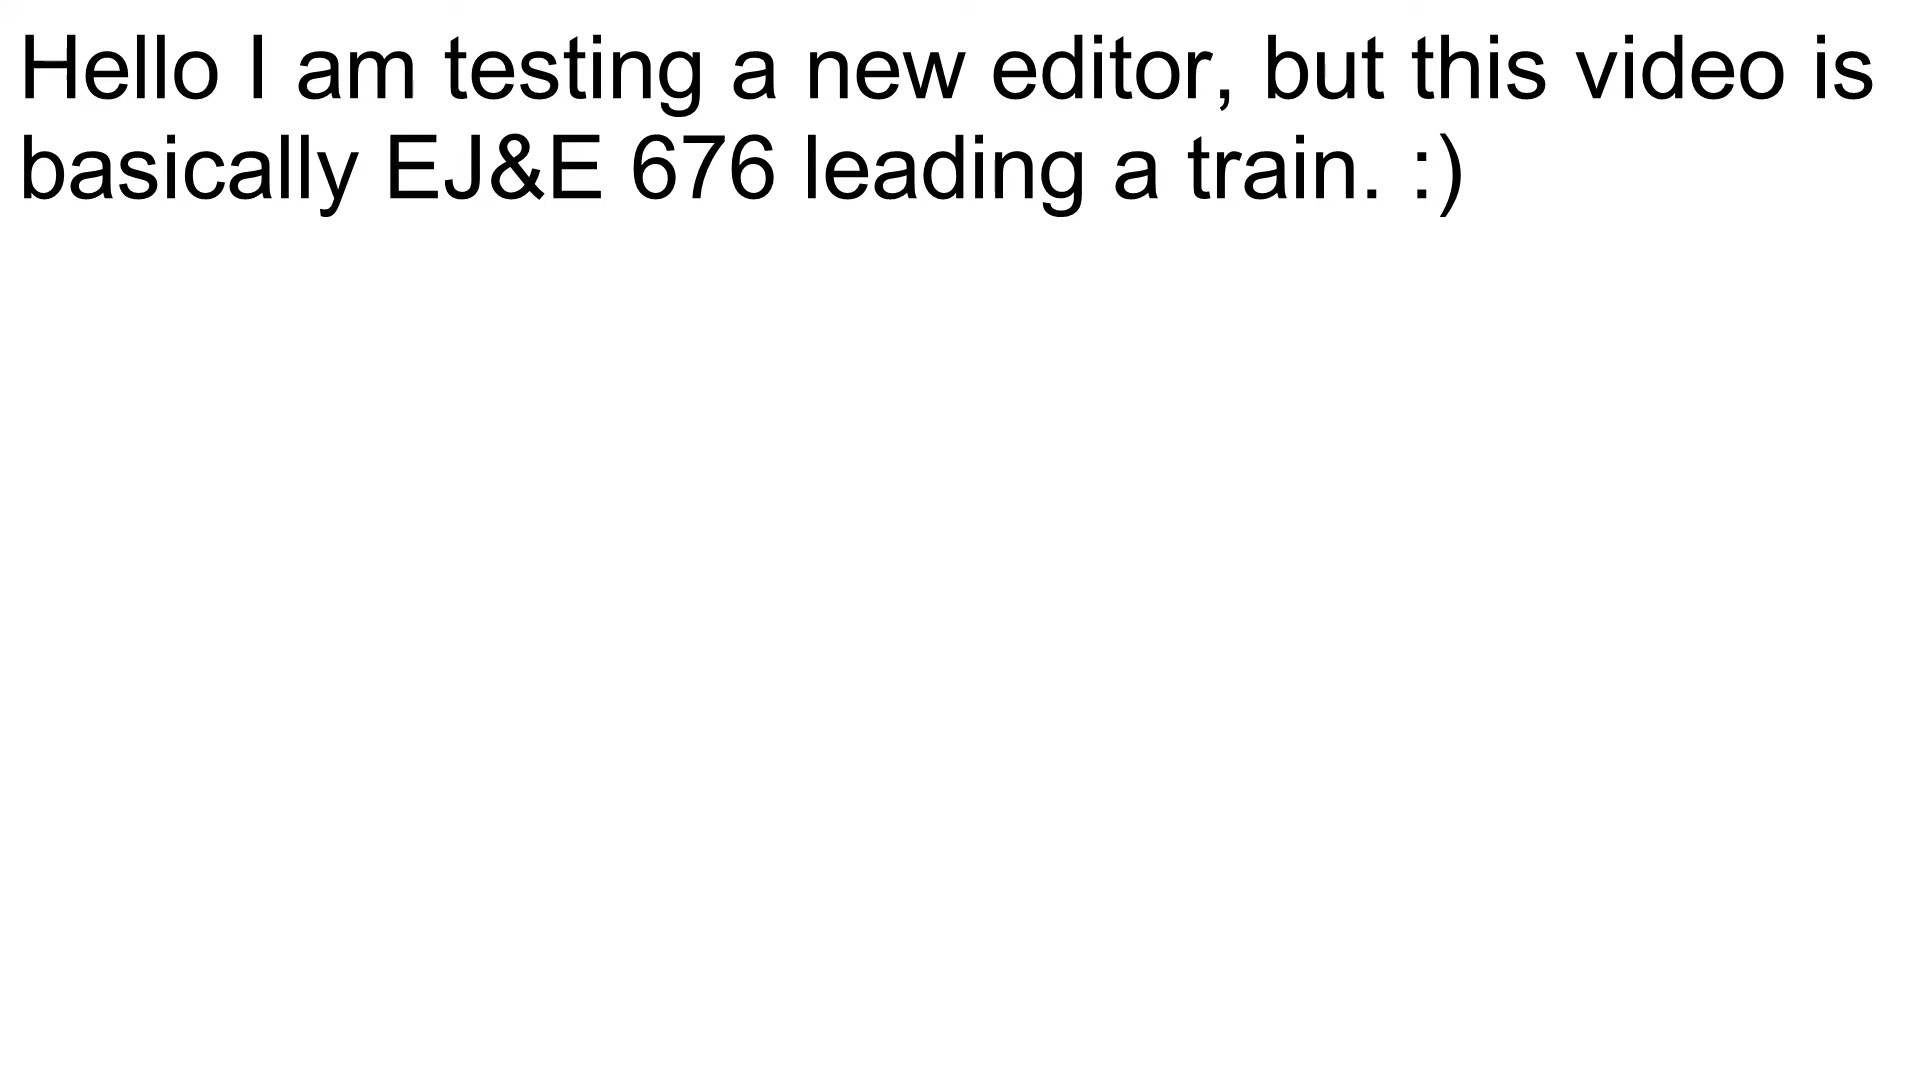 Hello I am testing a new editor, but this video is
basically EJ&E 676 leading a train. :)